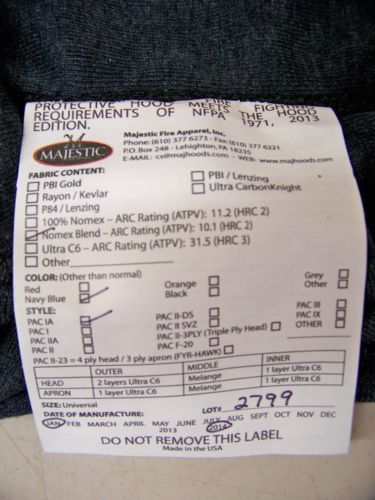 PROTECTIVE HOOD MEETS FIRE FIGHTING
REQUIREMENTS OF NFPA THE HOOD
EDITION. 1971, 2013
MAJESTIC
Majestic Fire Apparel, Inc.
Phone:(610) 377-6273 - Fax:(610) 377-6221
P.O. Box 248 - Lehighton, PA 18235
E-MAIL: cs@majhoods.com - WEB: www.majhoods.com
FABRIC CONTENT:
PBI Gold
PBI / Lenzing
Rayon / Kevlar
Ultra CarbonKnight
P84 / Lenzing
100% Nomex – ARC Rating (ATPV): 11.2 (HRC 2)
Nomex Blend – ARC Rating (ATPV): 10.1 (HRC 2)
Ultra C6 – ARC Rating (ATPV): 31.5 (HRC 3)
Other
COLOR: (Other than normal)
Red
Orange
Grey
Navy Blue
Black
Other
STYLE:
PAC IA
PAC II-DS
PAC III
PAC I
PAC II SVZ
PAC IX
PAC IIA
PAC II-3PLY (Triple Ply Head)
OTHER
PAC II
PAC F-20
PAC II-23 = 4 ply head / 3 ply apron (FYR-HAWK)
OUTER MIDDLE INNER
HEAD 2 layers Ultra C6 Melange 1 layer Ultra C6
APRON 1 layer Ultra C6 Melange 1 layer Ultra C6
SIZE: Universal
LOT# 2799
DATE OF MANUFACTURE:
JAN FEB MARCH APRIL MAY JUNE JULY AUG SEPT OCT NOV DEC
2013 2014
DO NOT REMOVE THIS LABEL
Made in the USA